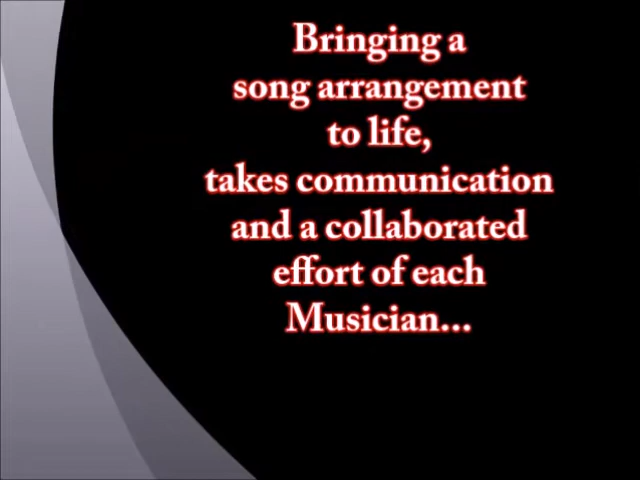 Bringing a
song arrangement
to life,
takes communication
and a collaborated
effort of each
Musician...